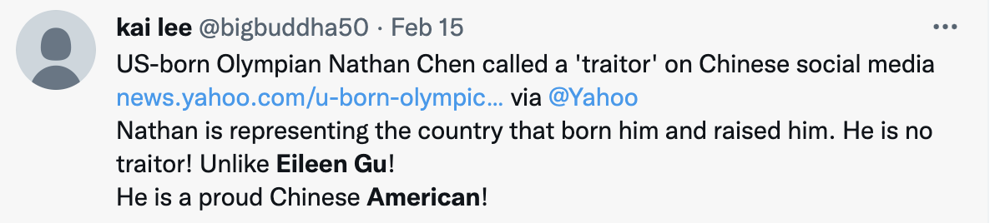 kai lee @bigbuddha50 · Feb 15
US-born Olympian Nathan Chen called a 'traitor' on Chinese social media
news.yahoo.com/u-born-olympic... via @Yahoo
Nathan is representing the country that born him and raised him. He is no
traitor! Unlike Eileen Gu!
He is a proud Chinese American!